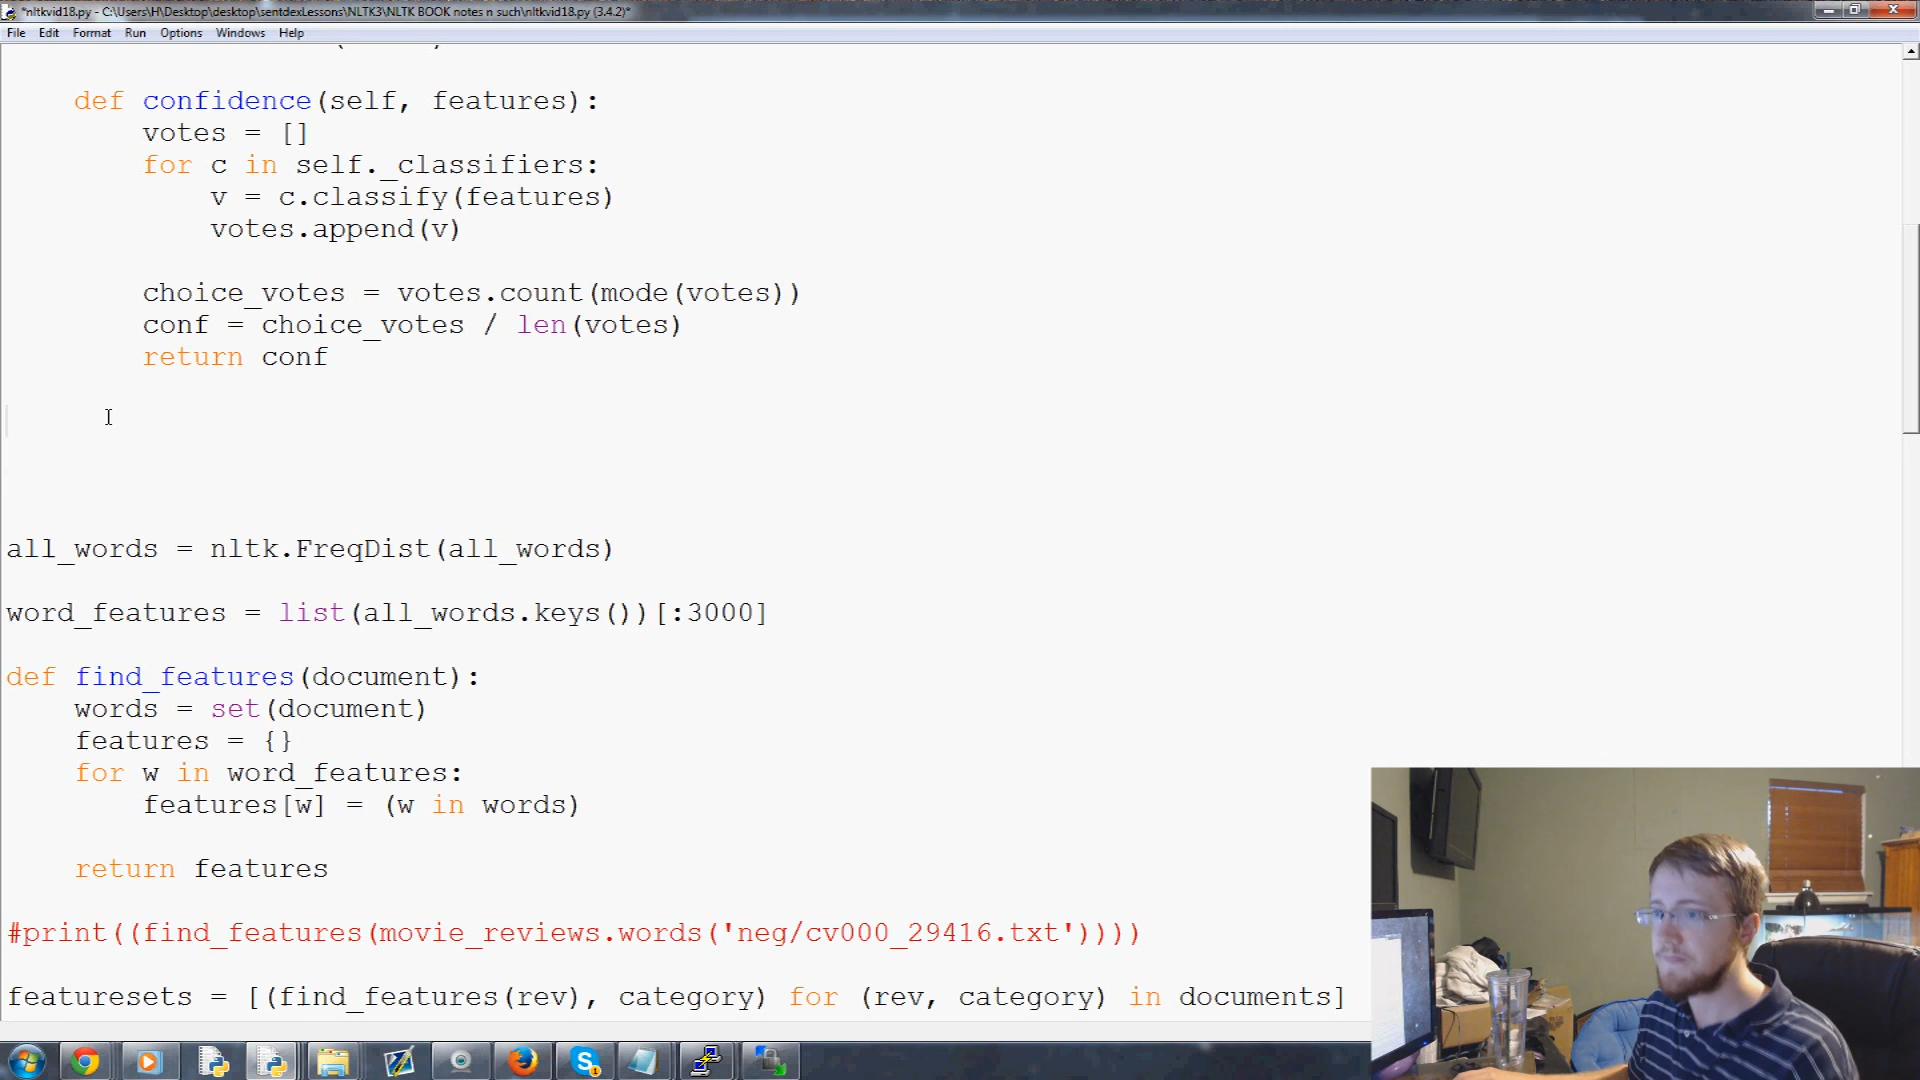 *nltkvid18.py - C:\Users\H\Desktop\desktop\sentdexLessons\NLTK3\NLTK BOOK notes n such\nltkvid18.py (3.4.2)*
File Edit Format Run Options Windows Help
def confidence(self, features):
votes = []
for c in self._classifiers:
v = c.classify(features)
votes.append(v)
choice_votes = votes.count(mode(votes))
conf = choice_votes / len(votes)
return conf
all_words = nltk.FreqDist(all_words)
word_features = list(all_words.keys())[:3000]
def find_features(document):
words = set(document)
features = {}
for w in word_features:
features[w] = (w in words)
return features
#print((find_features(movie_reviews.words('neg/cv000_29416.txt'))))
featuresets = [(find_features(rev), category) for (rev, category) in documents]